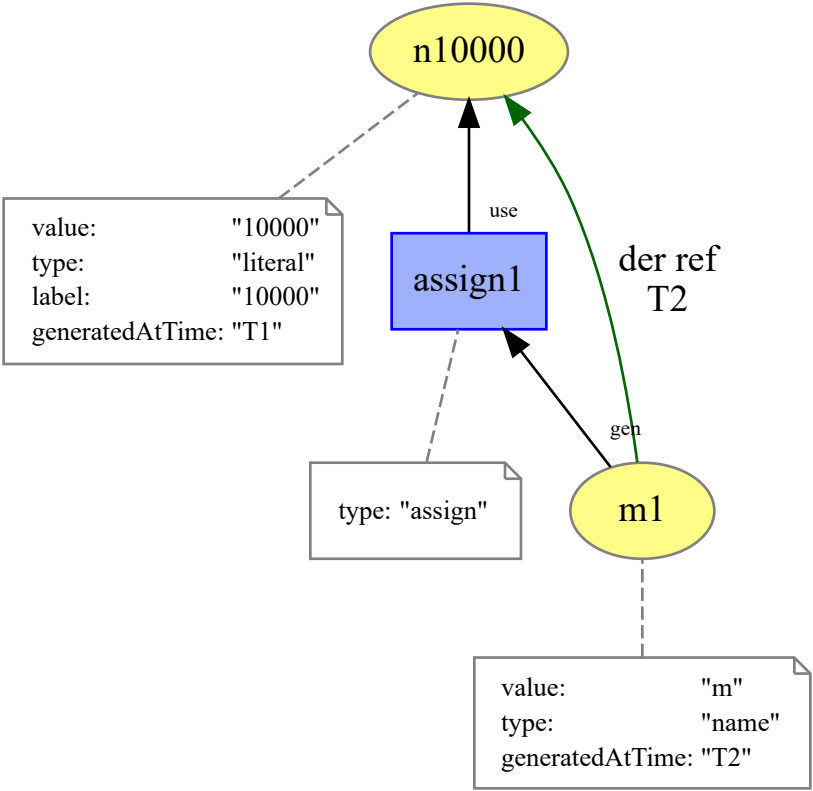 n10000
value: "10000"
type: "literal"
label: "10000"
generatedAtTime: "T1"
use
assign1
der ref
T2
gen
type: "assign"
m1
value: "m"
type: "name"
generatedAtTime: "T2"